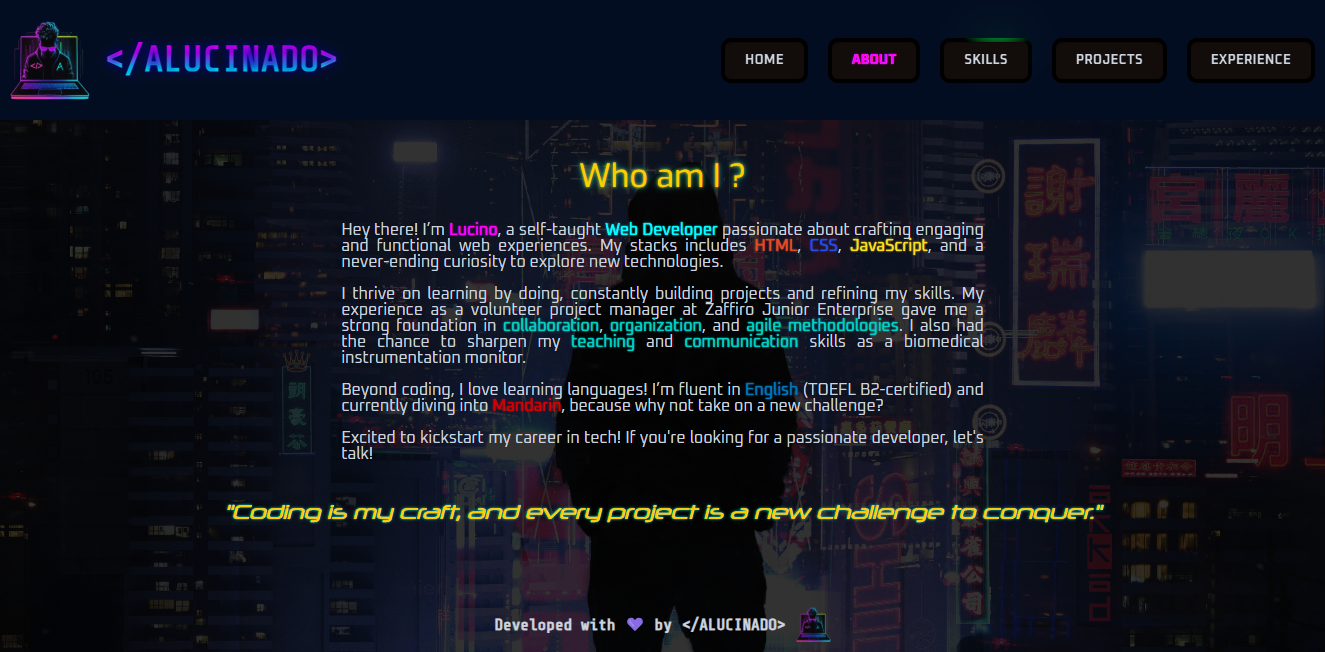 </ALUCINADO>
HOME
ABOUT
SKILLS
PROJECTS
EXPERIENCE
Who am I ?
Hey there! I’m Lucino, a self-taught Web Developer passionate about crafting engaging
and functional web experiences. My stacks includes HTML, CSS, JavaScript, and a
never-ending curiosity to explore new technologies.
I thrive on learning by doing, constantly building projects and refining my skills. My
experience as a volunteer project manager at Zaffiro Junior Enterprise gave me a
strong foundation in collaboration, organization, and agile methodologies. I also had
the chance to sharpen my teaching and communication skills as a biomedical
instrumentation monitor.
Beyond coding, I love learning languages! I’m fluent in English (TOEFL B2-certified) and
currently diving into Mandarin, because why not take on a new challenge?
Excited to kickstart my career in tech! If you're looking for a passionate developer, let's
talk!
"Coding is my craft, and every project is a new challenge to conquer."
謝
瑞
麟
宮
麗
明
Developed with 💜 by </ALUCINADO>